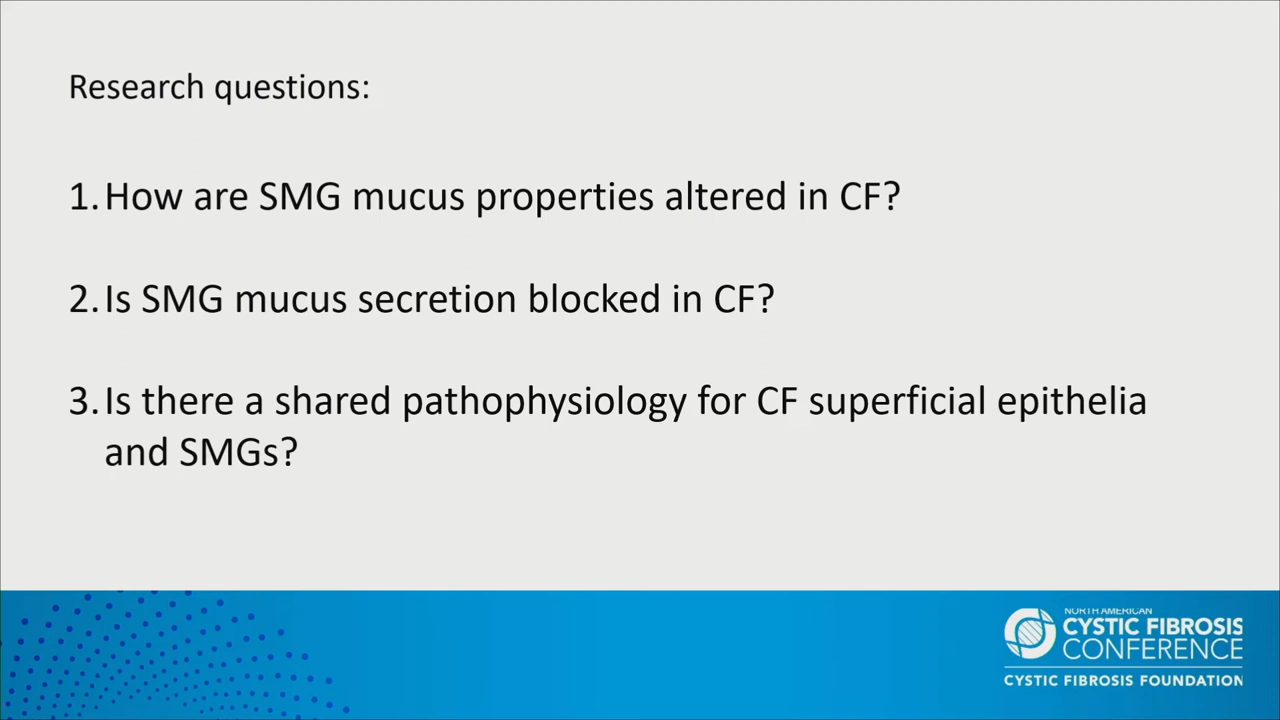 Research questions:
1. How are SMG mucus properties altered in CF?
2. Is SMG mucus secretion blocked in CF?
3. Is there a shared pathophysiology for CF superficial epithelia
and SMGs?
NORTH AMERICAN
CYSTIC FIBROSIS
CONFERENCE
CYSTIC FIBROSIS FOUNDATION